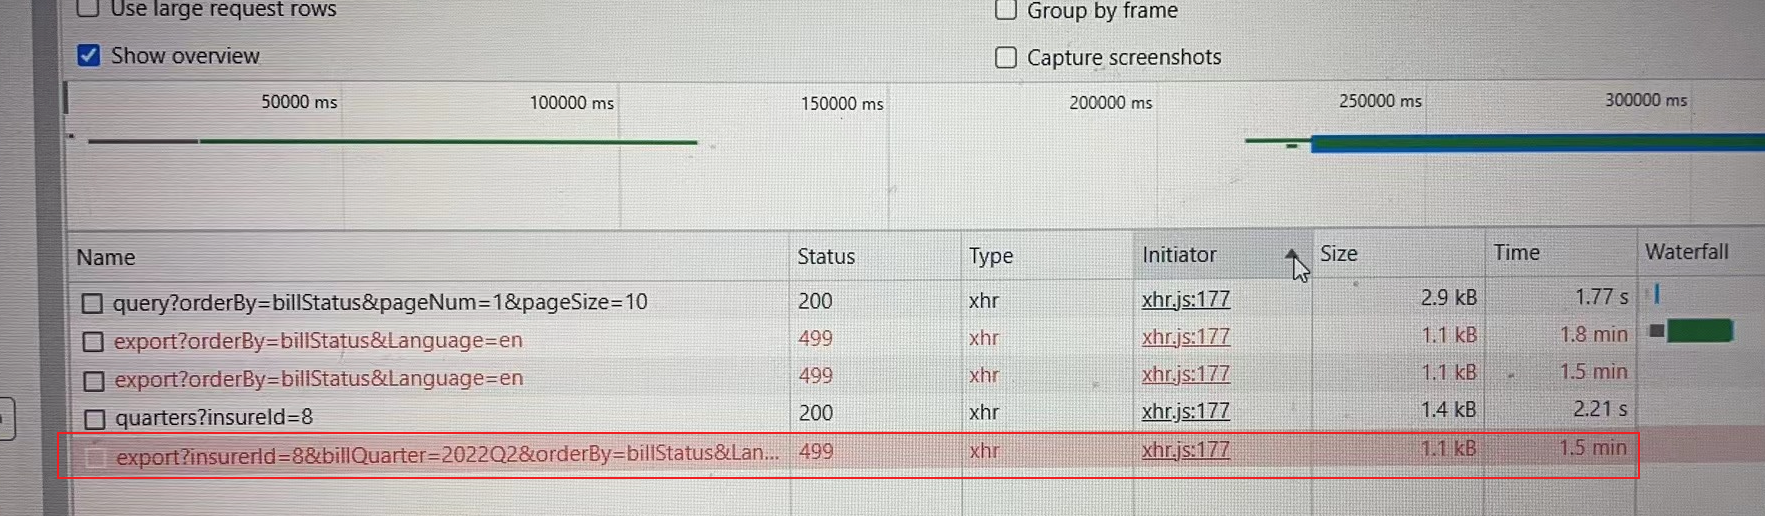 Use large request rows
Group by frame
Show overview
Capture screenshots
50000 ms 100000 ms 150000 ms 200000 ms 250000 ms 300000 ms
Name Status Type Initiator Size Time Waterfall
query?orderBy=billStatus&pageNum=1&pageSize=10 200 xhr xhr.js:177 2.9 kB 1.77 s
export?orderBy=billStatus&Language=en 499 xhr xhr.js:177 1.1 kB 1.8 min
export?orderBy=billStatus&Language=en 499 xhr xhr.js:177 1.1 kB 1.5 min
quarters?insureId=8 200 xhr xhr.js:177 1.4 kB 2.21 s
export?insurerId=8&billQuarter=2022Q2&orderBy=billStatus&Lan... 499 xhr xhr.js:177 1.1 kB 1.5 min